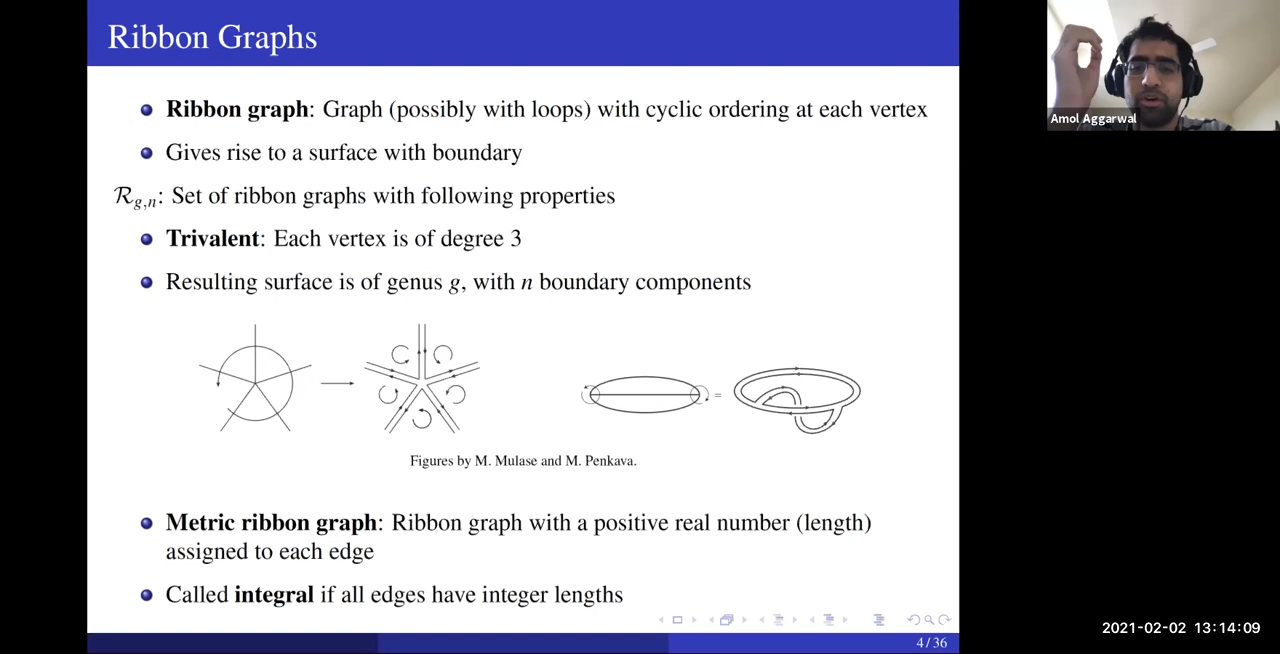 Ribbon Graphs
Ribbon graph: Graph (possibly with loops) with cyclic ordering at each vertex
Gives rise to a surface with boundary
ℛ_{g,n}: Set of ribbon graphs with following properties
Trivalent: Each vertex is of degree 3
Resulting surface is of genus g, with n boundary components
=
Figures by M. Mulase and M. Penkava.
Metric ribbon graph: Ribbon graph with a positive real number (length)
assigned to each edge
Called integral if all edges have integer lengths
4 / 36
Amol Aggarwal
2021-02-02 13:14:09